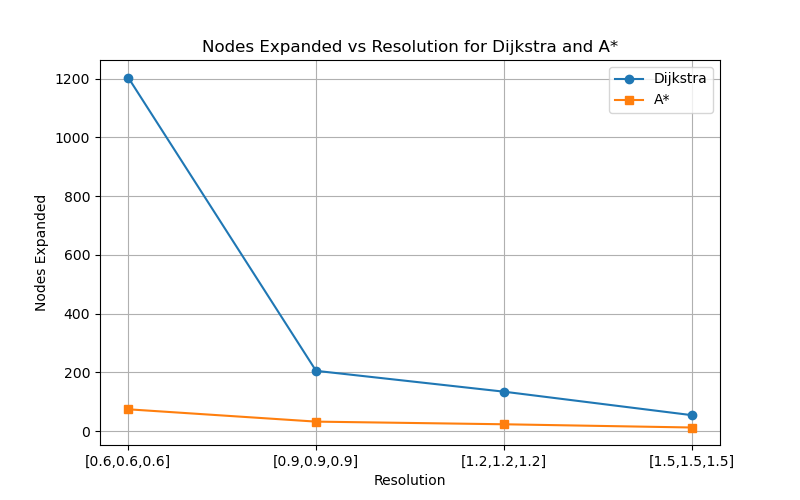 Nodes Expanded vs Resolution for Dijkstra and A*
Dijkstra
A*
1200
1000
800
600
400
200
0
Nodes Expanded
[0.6,0.6,0.6]
[0.9,0.9,0.9]
[1.2,1.2,1.2]
[1.5,1.5,1.5]
Resolution